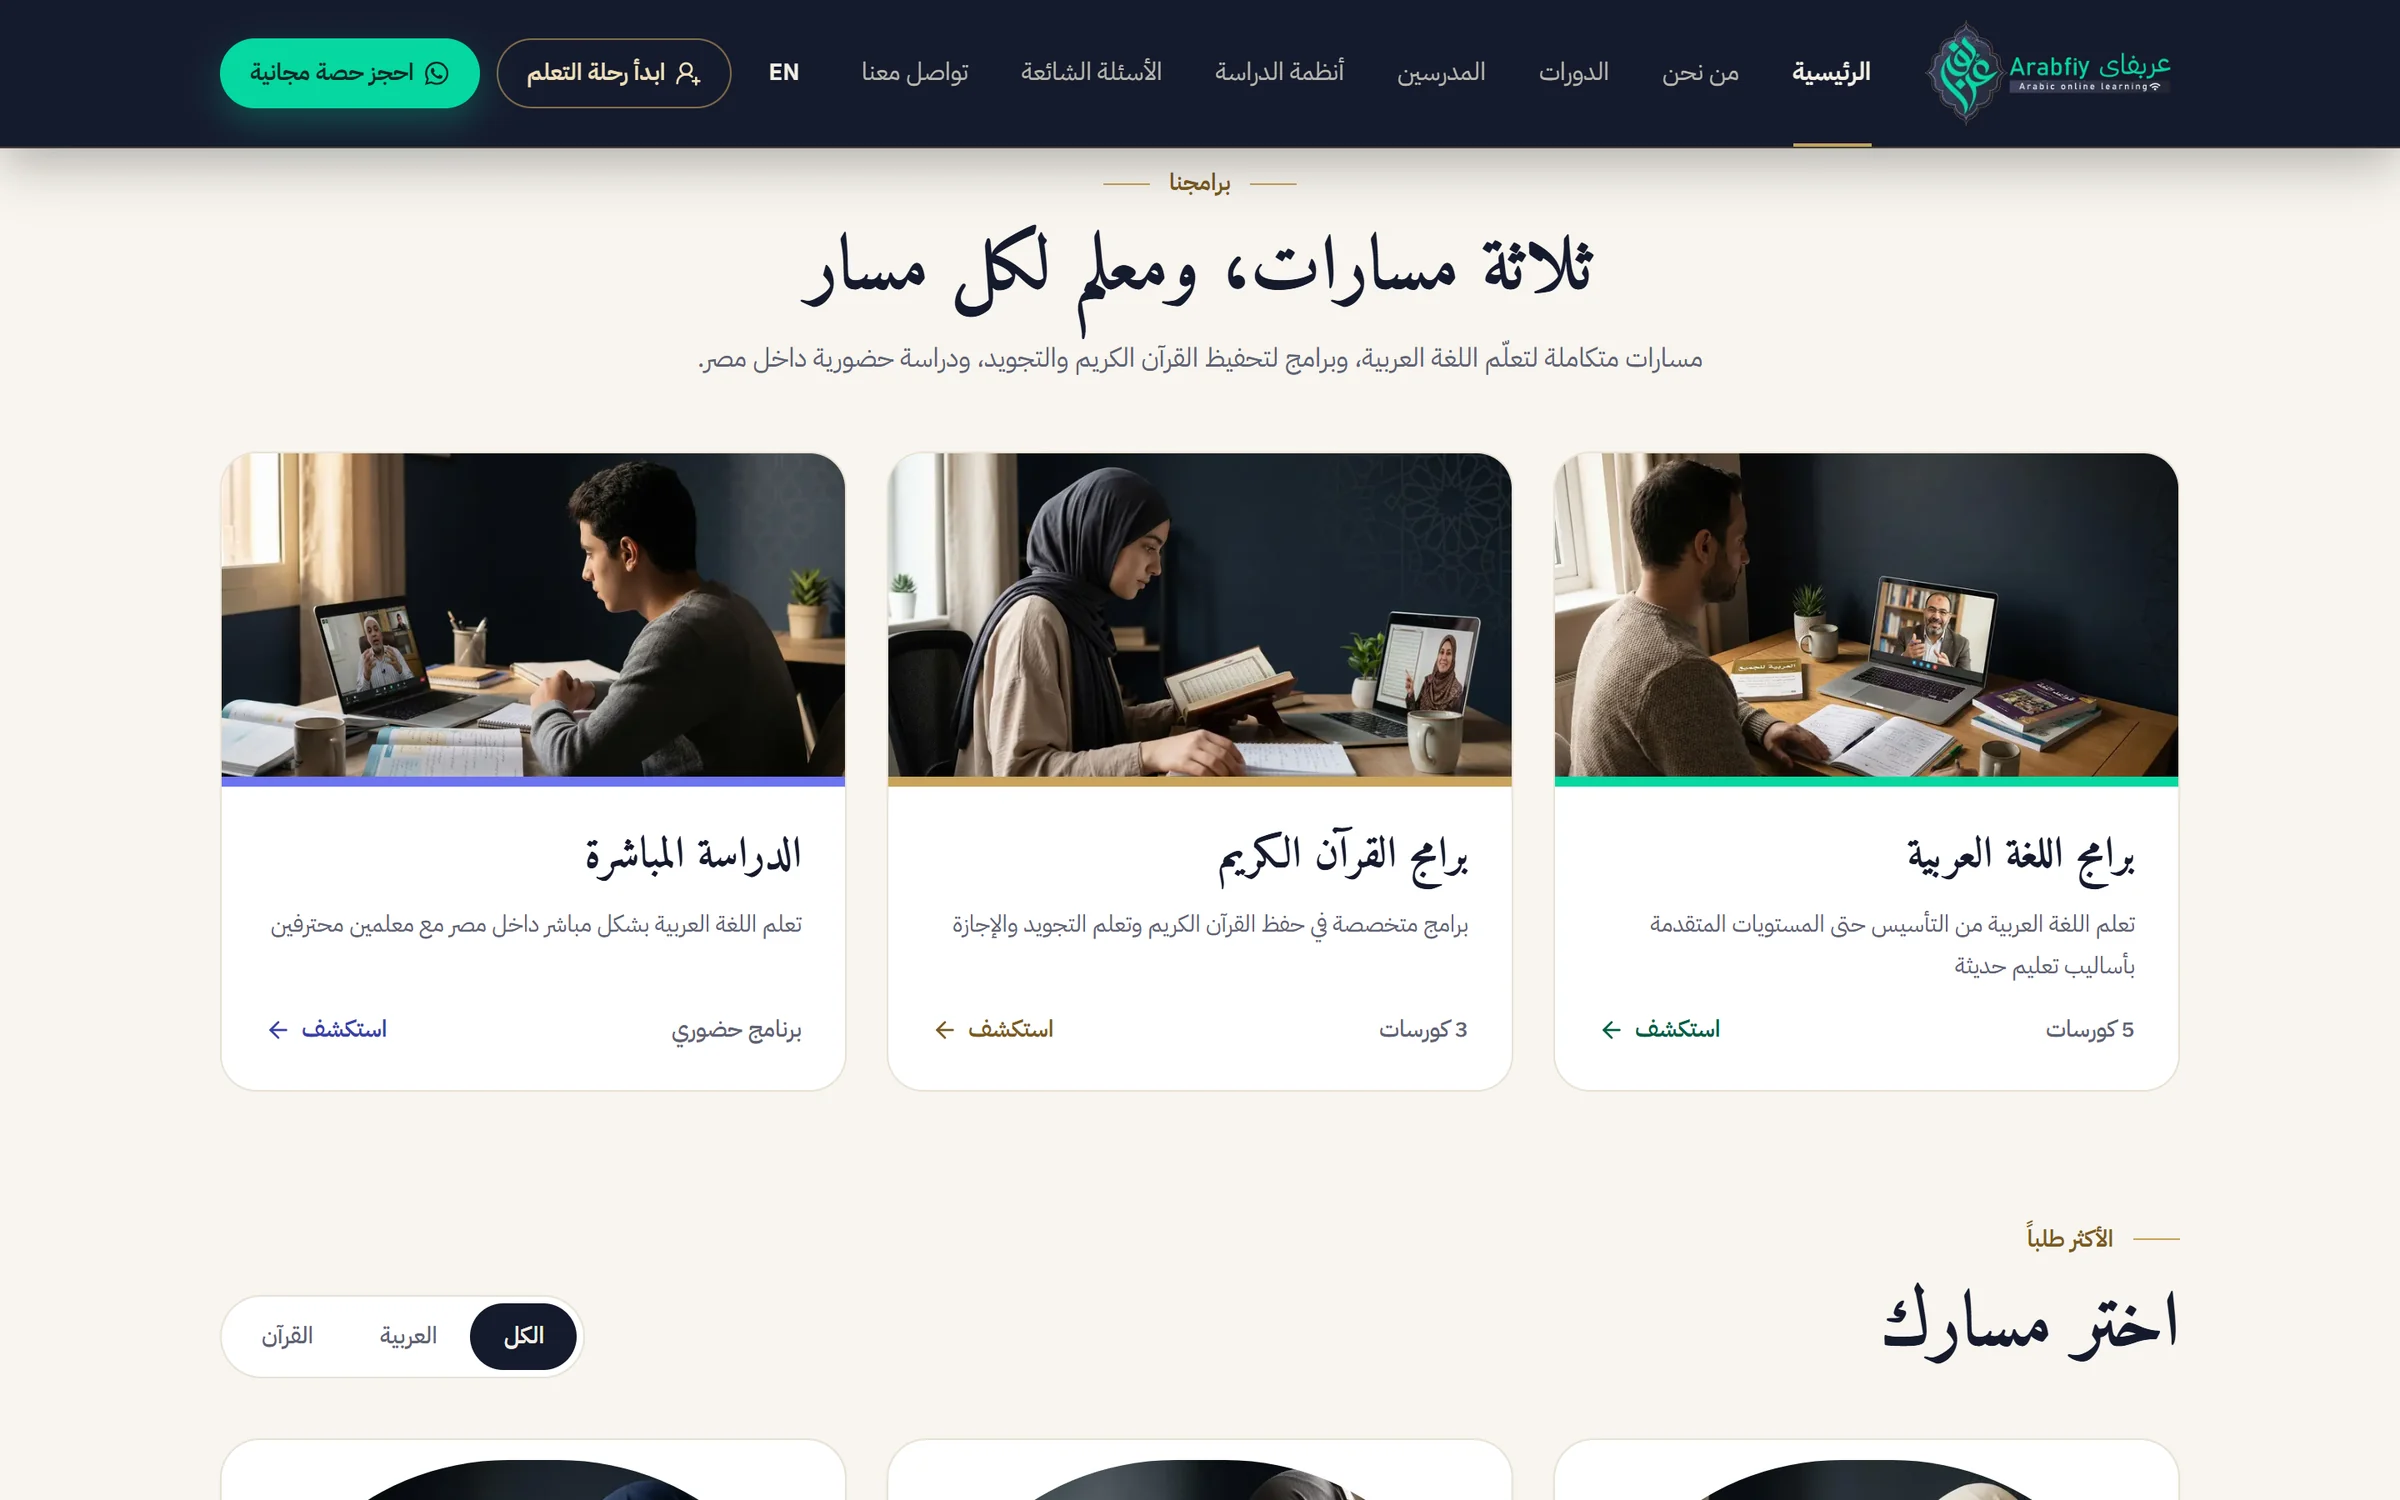 عربفاي Arabfiy
Arabic online learning
الرئيسية
من نحن
الدورات
المدرسين
أنظمة الدراسة
الأسئلة الشائعة
تواصل معنا
EN
ابدأ رحلة التعلم
احجز حصة مجانية
برامجنا
ثلاثة مسارات، ومعلم لكل مسار
مسارات متكاملة لتعلّم اللغة العربية، وبرامج لتحفيظ القرآن الكريم والتجويد، ودراسة حضورية داخل مصر.
العربية للجميع
برامج اللغة العربية
تعلم اللغة العربية من التأسيس حتى المستويات المتقدمة
بأساليب تعليم حديثة
5 كورسات
استكشف
برامج القرآن الكريم
برامج متخصصة في حفظ القرآن الكريم وتعلم التجويد والإجازة
3 كورسات
استكشف
الدراسة المباشرة
تعلم اللغة العربية بشكل مباشر داخل مصر مع معلمين محترفين
برنامج حضوري
استكشف
الأكثر طلباً
اختر مسارك
الكل
العربية
القرآن